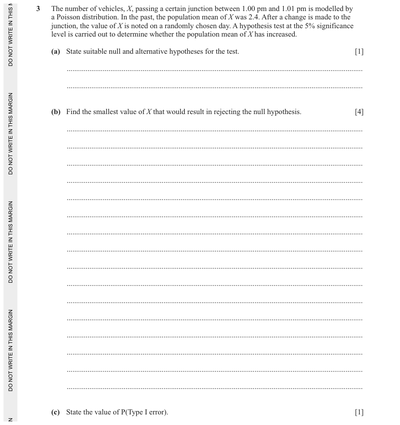 3 The number of vehicles, X, passing a certain junction between 1.00 pm and 1.01 pm is modelled by
a Poisson distribution. In the past, the population mean of X was 2.4. After a change is made to the
junction, the value of X is noted on a randomly chosen day. A hypothesis test at the 5% significance
level is carried out to determine whether the population mean of X has increased.
(a) State suitable null and alternative hypotheses for the test. [1]
(b) Find the smallest value of X that would result in rejecting the null hypothesis. [4]
(c) State the value of P(Type I error). [1]
DO NOT WRITE IN THIS M
DO NOT WRITE IN THIS MARGIN
DO NOT WRITE IN THIS MARGIN
DO NOT WRITE IN THIS MARGIN
N